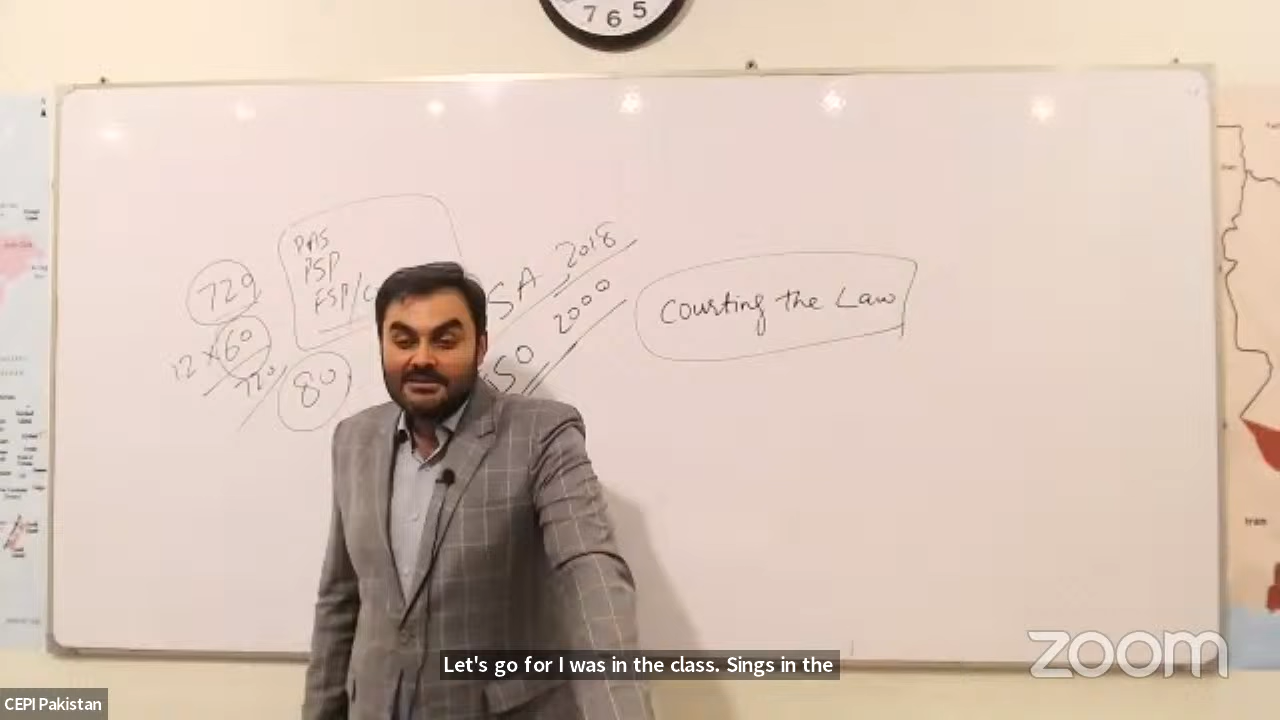 7 6 5
PAS
PSP
FSP/
720
12 x 60
720
80
SA 2018
SO 2000
Courting the Law
Let's go for I was in the class. Sings in the
zoom
CEPI Pakistan